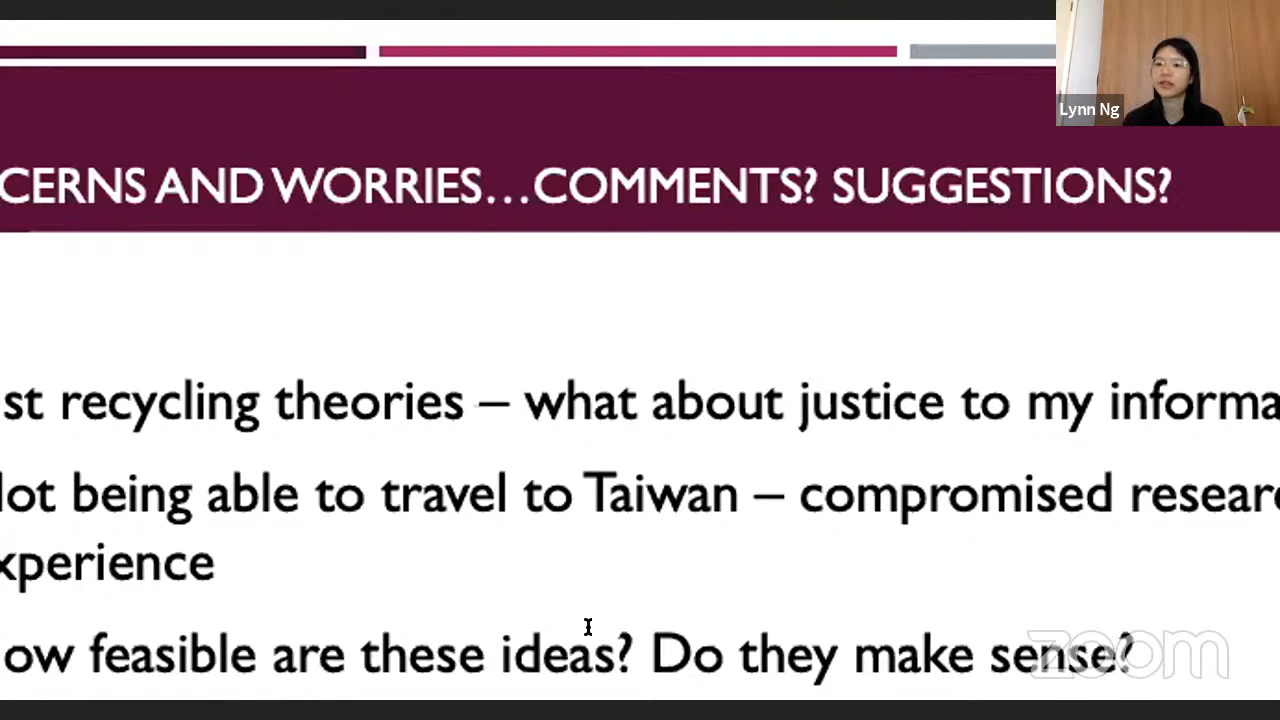 Lynn Ng
CERNS AND WORRIES...COMMENTS? SUGGESTIONS?
st recycling theories – what about justice to my informa
lot being able to travel to Taiwan – compromised resear
xperience
ow feasible are these ideas? Do they make sense?
zoom